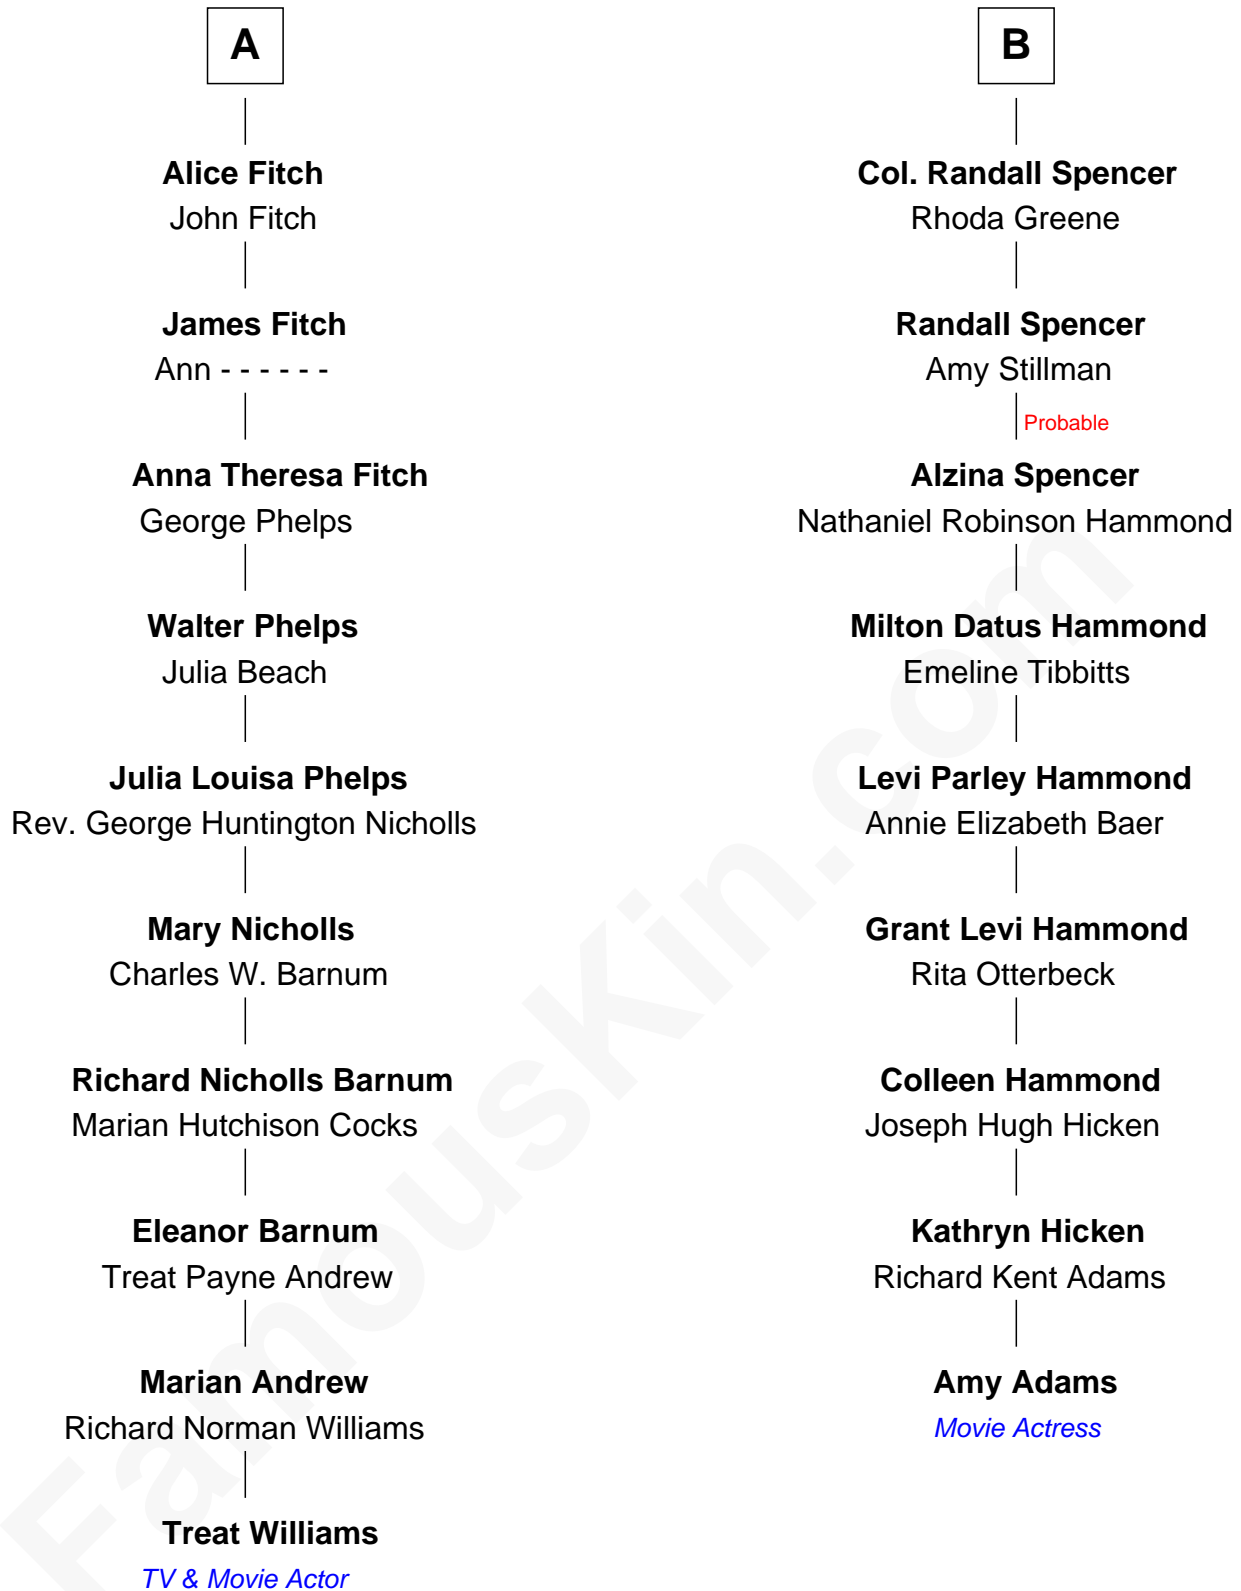 A
Alice Fitch
John Fitch
James Fitch
Ann - - - - - -
Anna Theresa Fitch
George Phelps
Walter Phelps
Julia Beach
Julia Louisa Phelps
Rev. George Huntington Nicholls
Mary Nicholls
Charles W. Barnum
Richard Nicholls Barnum
Marian Hutchison Cocks
Eleanor Barnum
Treat Payne Andrew
Marian Andrew
Richard Norman Williams
Treat Williams
TV & Movie Actor
B
Col. Randall Spencer
Rhoda Greene
Randall Spencer
Amy Stillman
Probable
Alzina Spencer
Nathaniel Robinson Hammond
Milton Datus Hammond
Emeline Tibbitts
Levi Parley Hammond
Annie Elizabeth Baer
Grant Levi Hammond
Rita Otterbeck
Colleen Hammond
Joseph Hugh Hicken
Kathryn Hicken
Richard Kent Adams
Amy Adams
Movie Actress
FamousKin.com